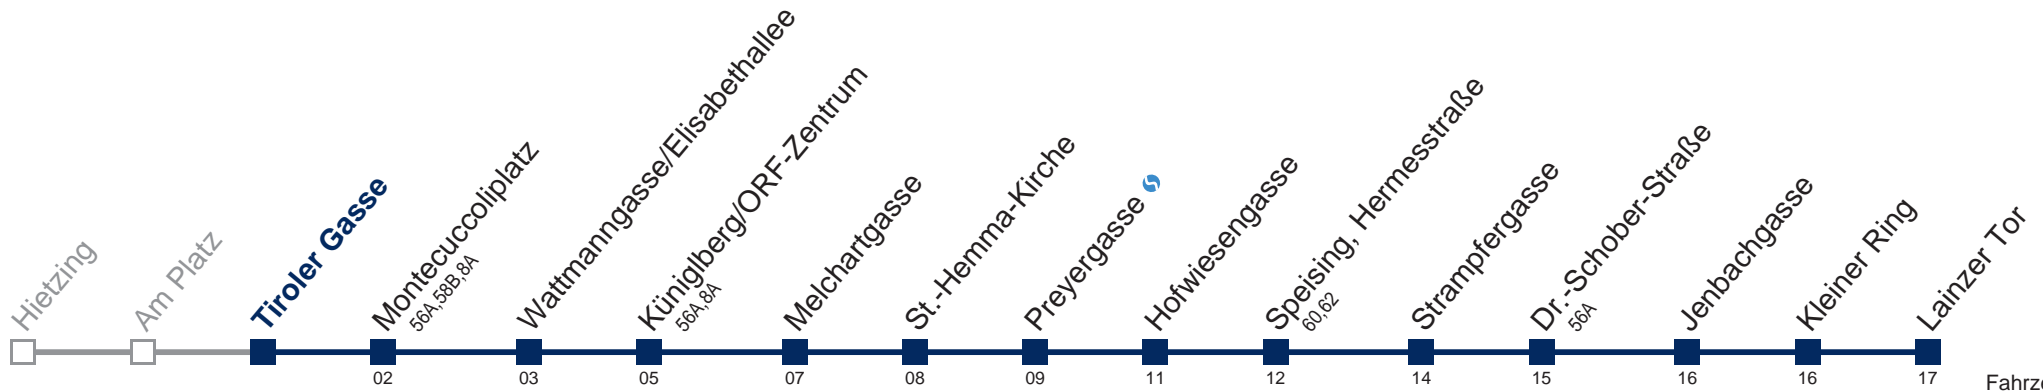 Hietzing
Am Platz
Tiroler Gasse
Montecuccoliplatz
56A,58B,8A
Wattmanngasse/Elisabethallee
Küniglberg/ORF-Zentrum
56A,8A
Melchartgasse
St.-Hemma-Kirche
Preyergasse
Hofwiesengasse
Speising, Hermesstraße
60,62
Strampfergasse
Dr.-Schober-Straße
56A
Jenbachgasse
Kleiner Ring
Lainzer Tor
02 03 05 07 08 09 11 12 14 15 16 16 17